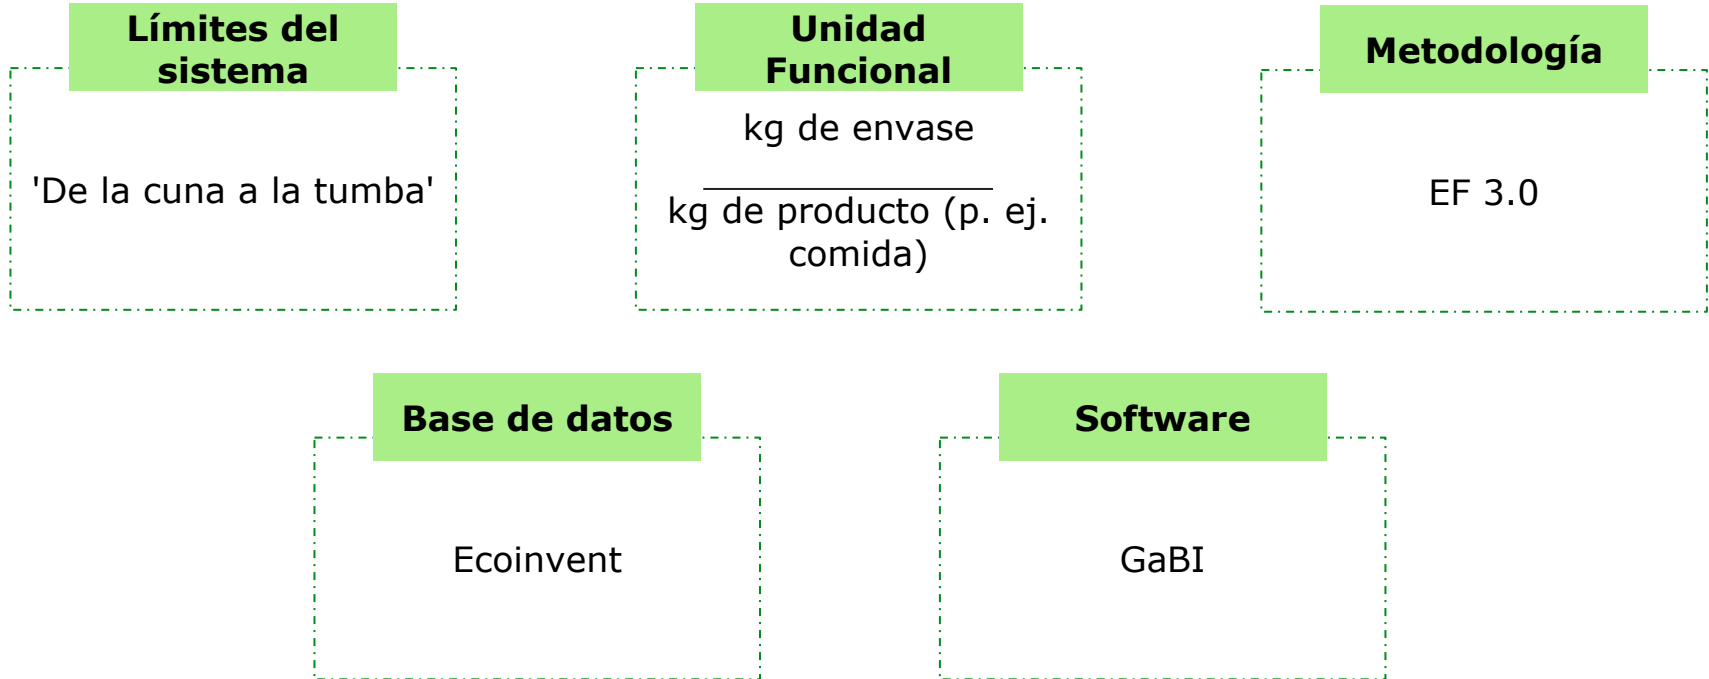 Límites del
sistema
'De la cuna a la tumba'
Unidad
Funcional
kg de envase
kg de producto (p. ej.
comida)
Metodología
EF 3.0
Base de datos
Ecoinvent
Software
GaBI